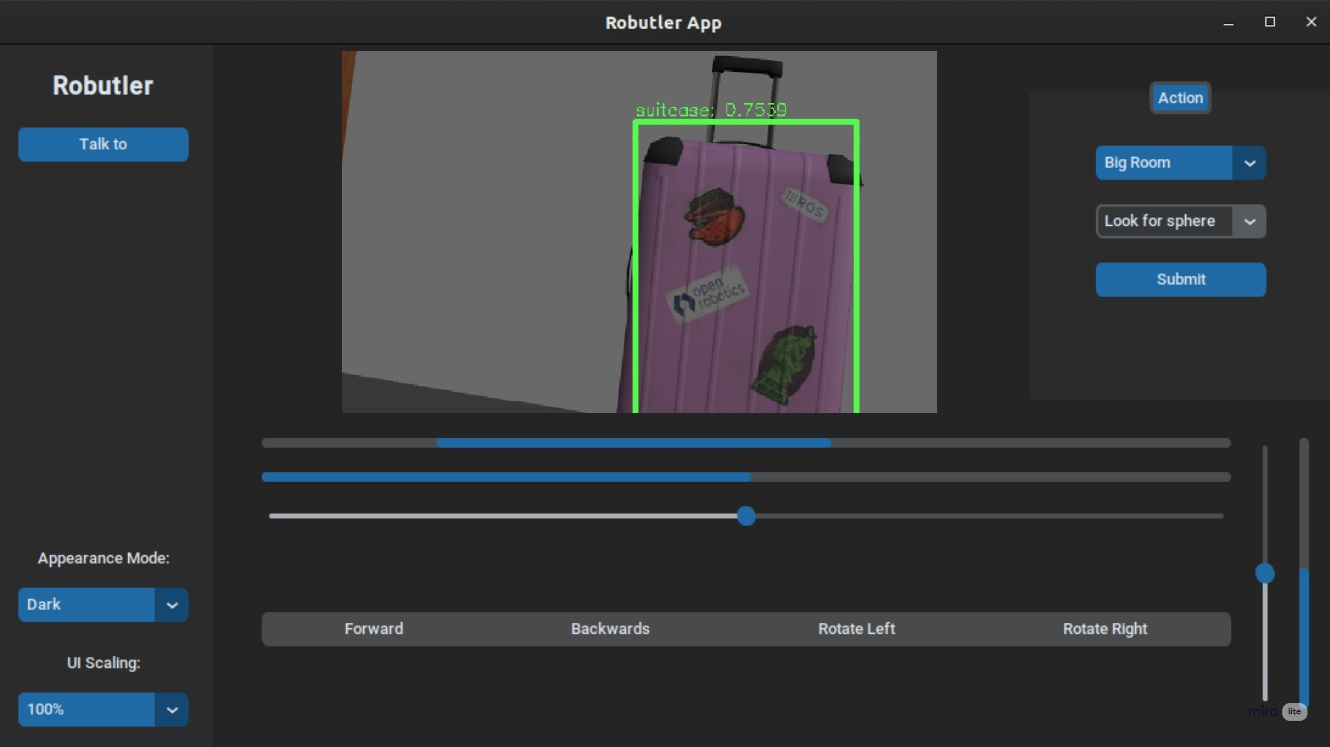 Robutler App
Robutler
Talk to
suitcase: 0.7539
ROS
open
robotics
Action
Big Room
Look for sphere
Submit
Appearance Mode:
Dark
UI Scaling:
100%
Forward
Backwards
Rotate Left
Rotate Right
miro lite